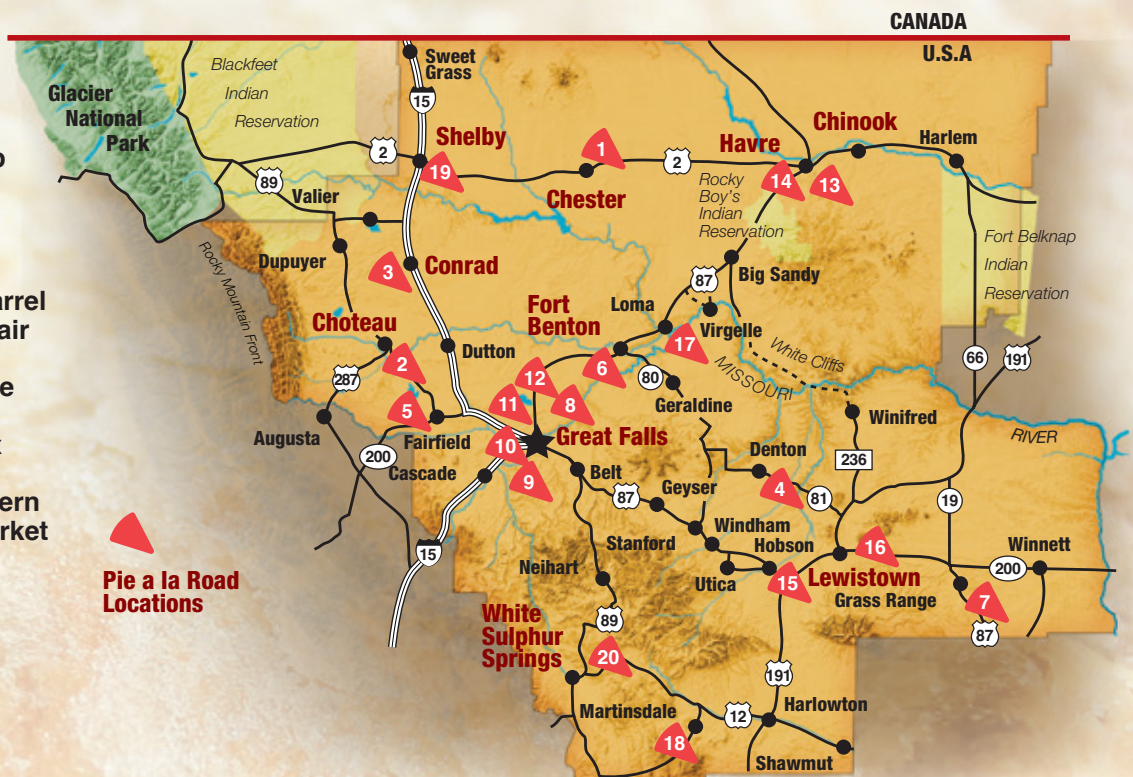 CANADA
U.S.A
Sweet
Grass
Blackfeet
Indian
Reservation
Glacier
National
Park
15
Shelby
2
19
1
2
Chester
Havre
Chinook
Harlem
14
13
89
Valier
Rocky
Boy's
Indian
Reservation
Fort Belknap
Indian
Reservation
Dupuyer
Rocky Mountain Front
3
Conrad
Big Sandy
87
Loma
Virgelle
Fort
Benton
17
White Cliffs
MISSOURI
RIVER
Choteau
Dutton
2
287
6
80
Geraldine
66
191
12
11
8
5
Augusta
Fairfield
200
10
Great Falls
Cascade
9
Belt
87
Geyser
Denton
4
81
Winifred
236
19
Stanford
Windham
Hobson
Utica
15
16
Lewistown
Grass Range
200
Winnett
7
87
15
Neihart
White
Sulphur
Springs
89
20
191
Martinsdale
12
Harlowton
18
Shawmut
arrel
air
ern
rket
Pie a la Road
Locations